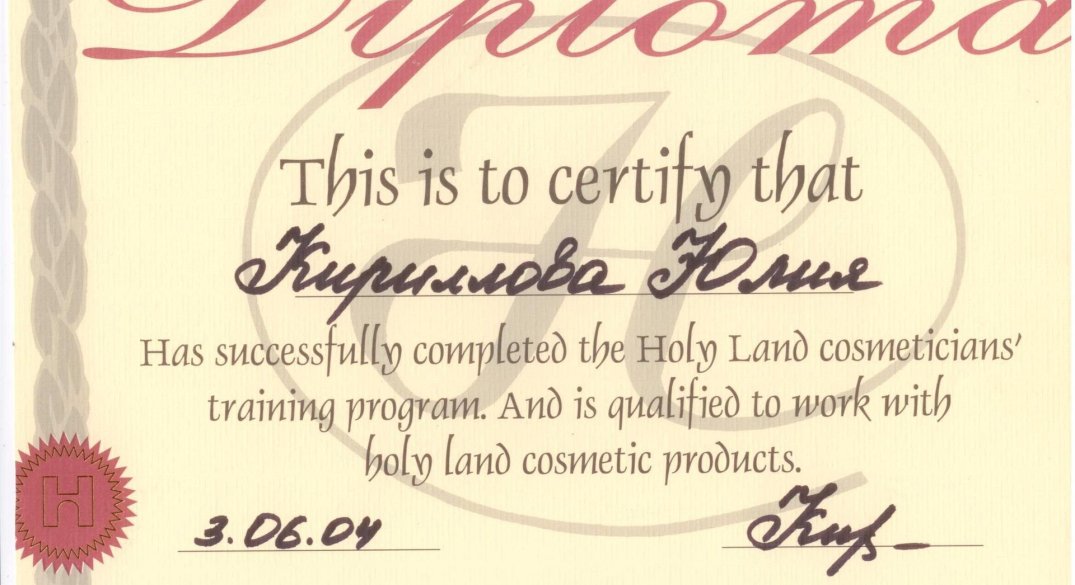 Diploma
This is to certify that
Кириллова Юлия
Has successfully completed the Holy Land cosmeticians'
training program. And is qualified to work with
holy land cosmetic products.
H
3.06.04
Кир